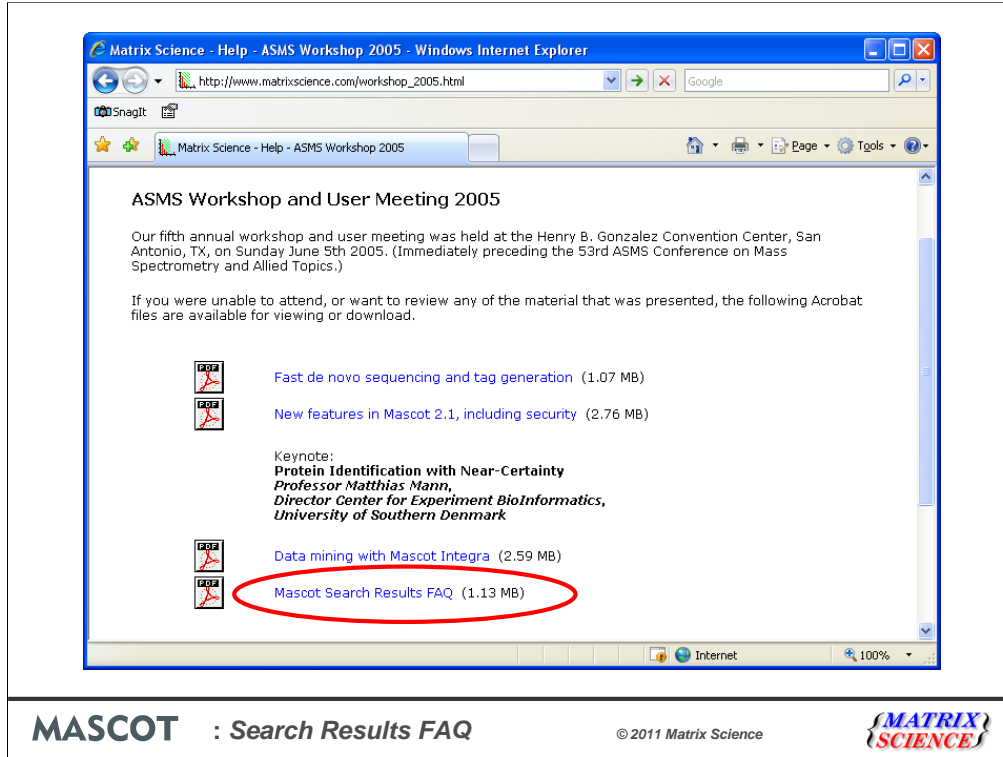 Matrix Science - Help - ASMS Workshop 2005 - Windows Internet Explorer
http://www.matrixscience.com/workshop_2005.html
Google
SnagIt
Matrix Science - Help - ASMS Workshop 2005
Page
Tools
ASMS Workshop and User Meeting 2005
Our fifth annual workshop and user meeting was held at the Henry B. Gonzalez Convention Center, San
Antonio, TX, on Sunday June 5th 2005. (Immediately preceding the 53rd ASMS Conference on Mass
Spectrometry and Allied Topics.)
If you were unable to attend, or want to review any of the material that was presented, the following Acrobat
files are available for viewing or download.
PDF
Fast de novo sequencing and tag generation (1.07 MB)
PDF
New features in Mascot 2.1, including security (2.76 MB)
Keynote:
Protein Identification with Near-Certainty
Professor Matthias Mann,
Director Center for Experiment BioInformatics,
University of Southern Denmark
PDF
Data mining with Mascot Integra (2.59 MB)
PDF
Mascot Search Results FAQ (1.13 MB)
Internet
100%
MASCOT : Search Results FAQ
© 2011 Matrix Science
{MATRIX}
{SCIENCE}